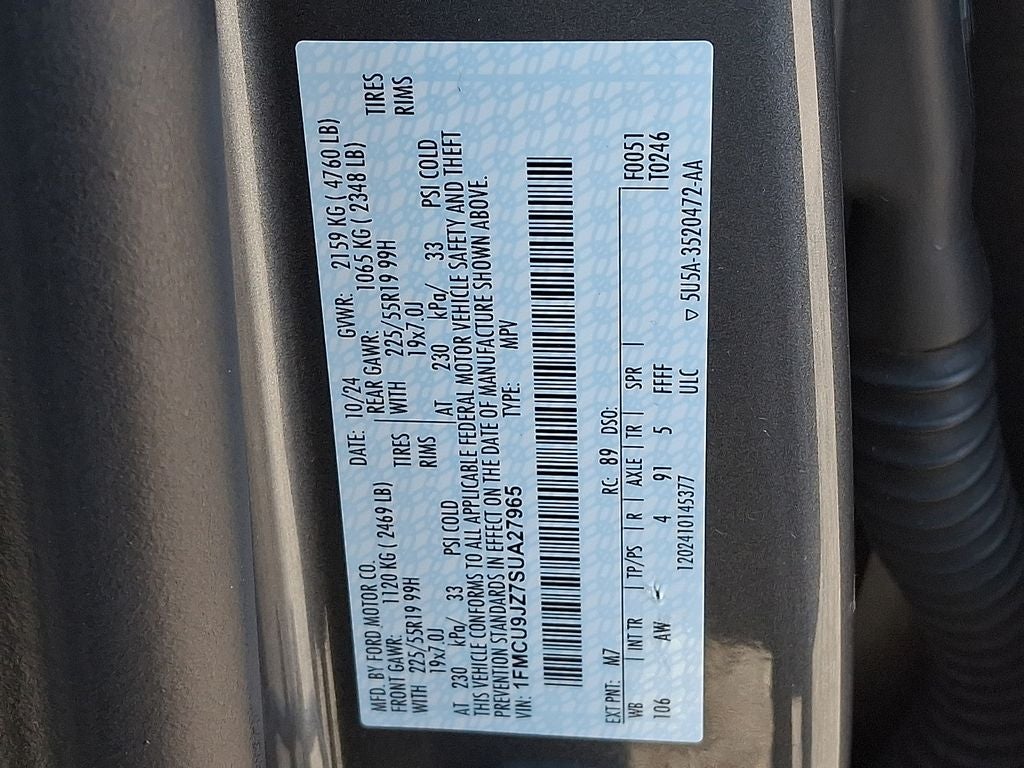 MFD. BY FORD MOTOR CO. DATE: 10/24 GVWR: 2159 KG ( 4760 LB)
FRONT GAWR: 1120 KG ( 2469 LB) REAR GAWR: 1065 KG ( 2348 LB)
WITH 225/55R19 99H TIRES WITH 225/55R19 99H TIRES
19x7.0J RIMS 19x7.0J RIMS
AT 230 kPa/ 33 PSI COLD AT 230 kPa/ 33 PSI COLD
THIS VEHICLE CONFORMS TO ALL APPLICABLE FEDERAL MOTOR VEHICLE SAFETY AND THEFT
PREVENTION STANDARDS IN EFFECT ON THE DATE OF MANUFACTURE SHOWN ABOVE.
VIN: 1FMCU9JZ7SUA27965 TYPE: MPV
EXT PNT: M7 RC: 89 DSO: F0051
WB | INT TR | TP/PS | R | AXLE | TR | SPR | T0246
106 AW 4 91 5 FFFF
120241014537​7 ULC
▽ 5U5A-3520472-AA